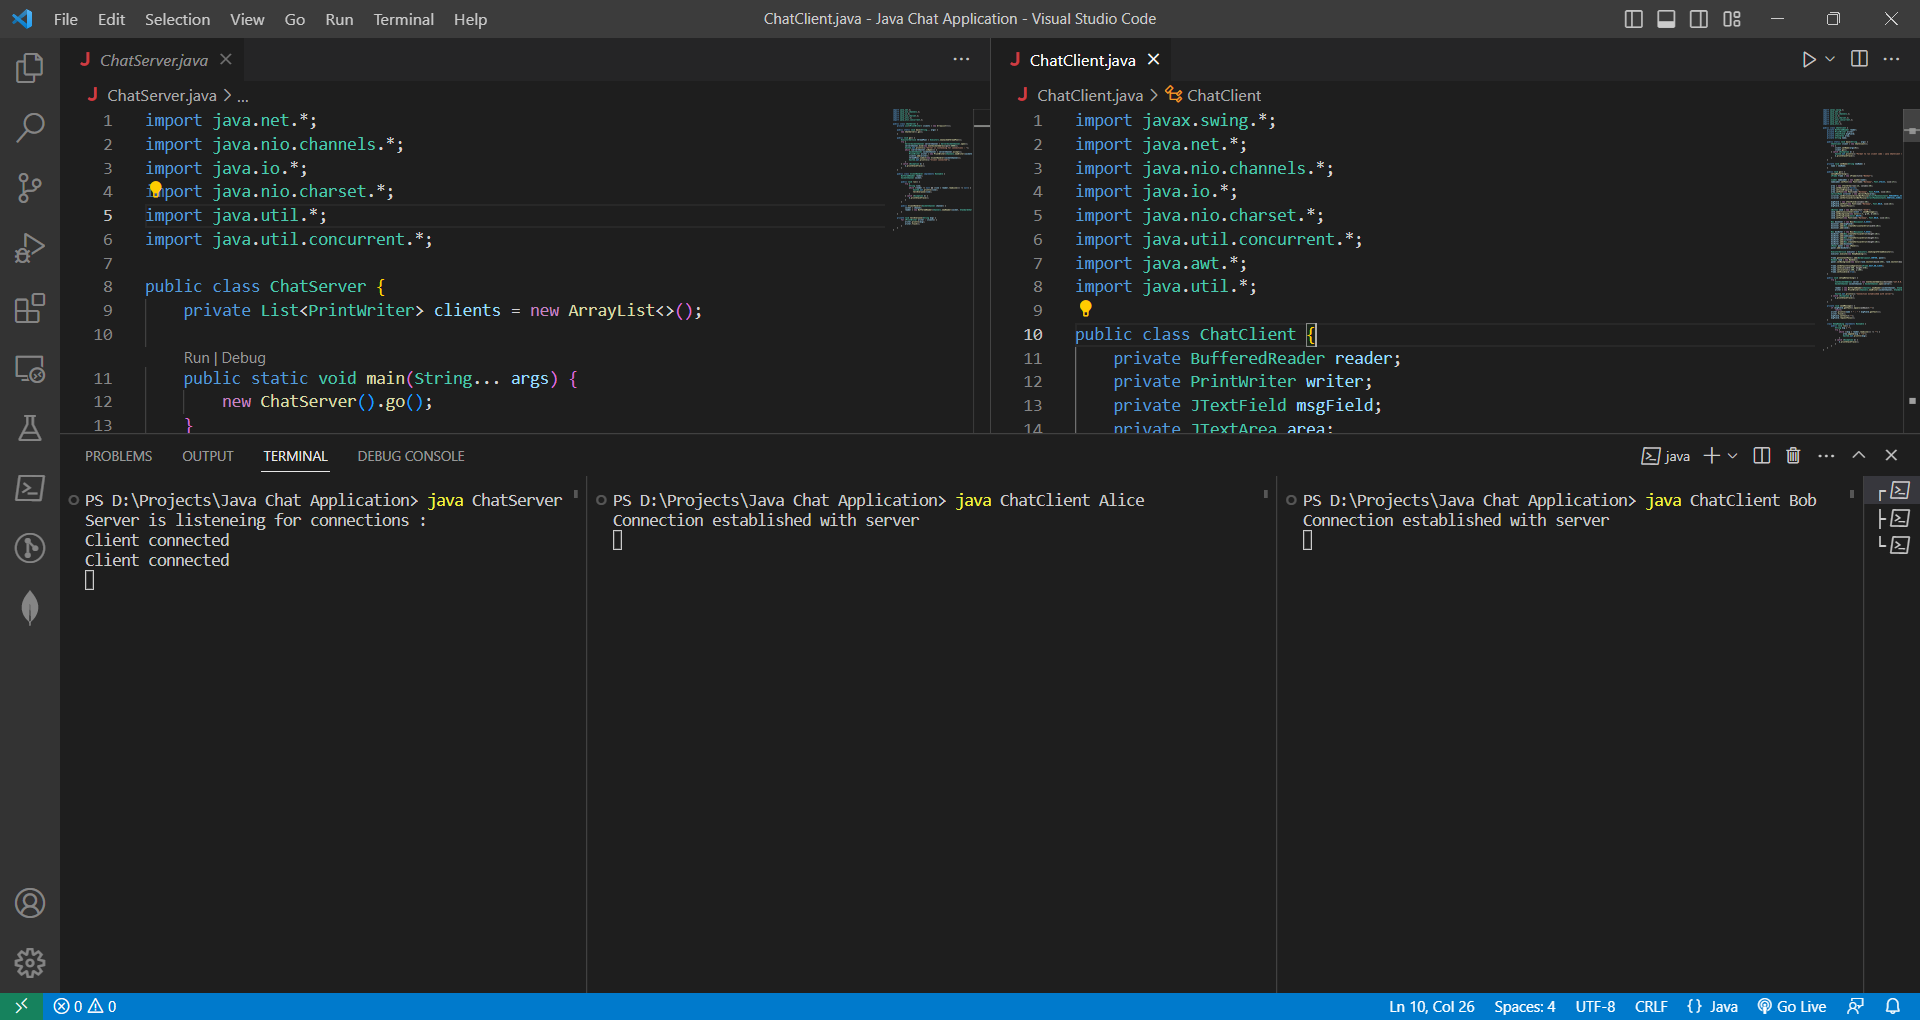 File Edit Selection View Go Run Terminal Help
ChatClient.java - Java Chat Application - Visual Studio Code
ChatServer.java
ChatServer.java > ...
1 import java.net.*;
2 import java.nio.channels.*;
3 import java.io.*;
4 import java.nio.charset.*;
5 import java.util.*;
6 import java.util.concurrent.*;
7
8 public class ChatServer {
9 private List<PrintWriter> clients = new ArrayList<>();
10
Run | Debug
11 public static void main(String... args) {
12 new ChatServer().go();
13 }
ChatClient.java
ChatClient.java > ChatClient
1 import javax.swing.*;
2 import java.net.*;
3 import java.nio.channels.*;
4 import java.io.*;
5 import java.nio.charset.*;
6 import java.util.concurrent.*;
7 import java.awt.*;
8 import java.util.*;
9
10 public class ChatClient {
11 private BufferedReader reader;
12 private PrintWriter writer;
13 private JTextField msgField;
14 private JTextArea area;
PROBLEMS OUTPUT TERMINAL DEBUG CONSOLE
java
PS D:\Projects\Java Chat Application> java ChatServer
Server is listeneing for connections :
Client connected
Client connected
PS D:\Projects\Java Chat Application> java ChatClient Alice
Connection established with server
PS D:\Projects\Java Chat Application> java ChatClient Bob
Connection established with server
0 0
Ln 10, Col 26 Spaces: 4 UTF-8 CRLF {} Java Go Live